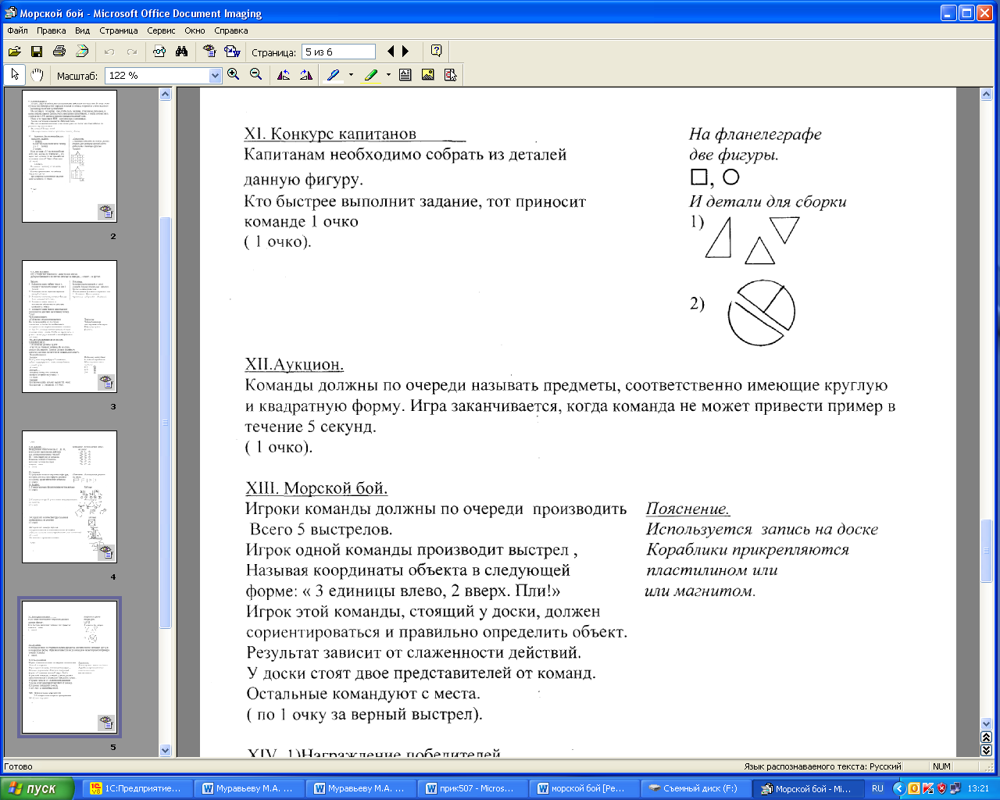 Морской бой - Microsoft Office Document Imaging
Файл Правка Вид Страница Сервис Окно Справка
Страница: 5 из 6
Масштаб: 122 %
2
3
4
5
XI. Конкурс капитанов
Капитанам необходимо собрать из деталей
данную фигуру.
Кто быстрее выполнит задание, тот приносит
команде 1 очко
( 1 очко).
На фланелеграфе
две фигуры.
И детали для сборки
1)
2)
XII.Аукцион.
Команды должны по очереди называть предметы, соответственно имеющие круглую
и квадратную форму. Игра заканчивается, когда команда не может привести пример в
течение 5 секунд.
( 1 очко).
XIII. Морской бой.
Игроки команды должны по очереди производить
Всего 5 выстрелов.
Игрок одной команды производит выстрел ,
Называя координаты объекта в следующей
форме: « 3 единицы влево, 2 вверх. Пли!»
Игрок этой команды, стоящий у доски, должен
сориентироваться и правильно определить объект.
Результат зависит от слаженности действий.
У доски стоят двое представителей от команд.
Остальные командуют с места.
( по 1 очку за верный выстрел).
Пояснение.
Используется запись на доске
Кораблики прикрепляются
пластилином или
или магнитом.
XIV. 1)Награждение победителей
Готово
Язык распознаваемого текста: Русский NUM
пуск
1С:Предприятие...
Муравьеву М.А. ...
Муравьеву М.А. ...
прик507 - Micros...
морской бой [Ре...
Съемный диск (F:)
Морской бой - Mi...
RU
13:21